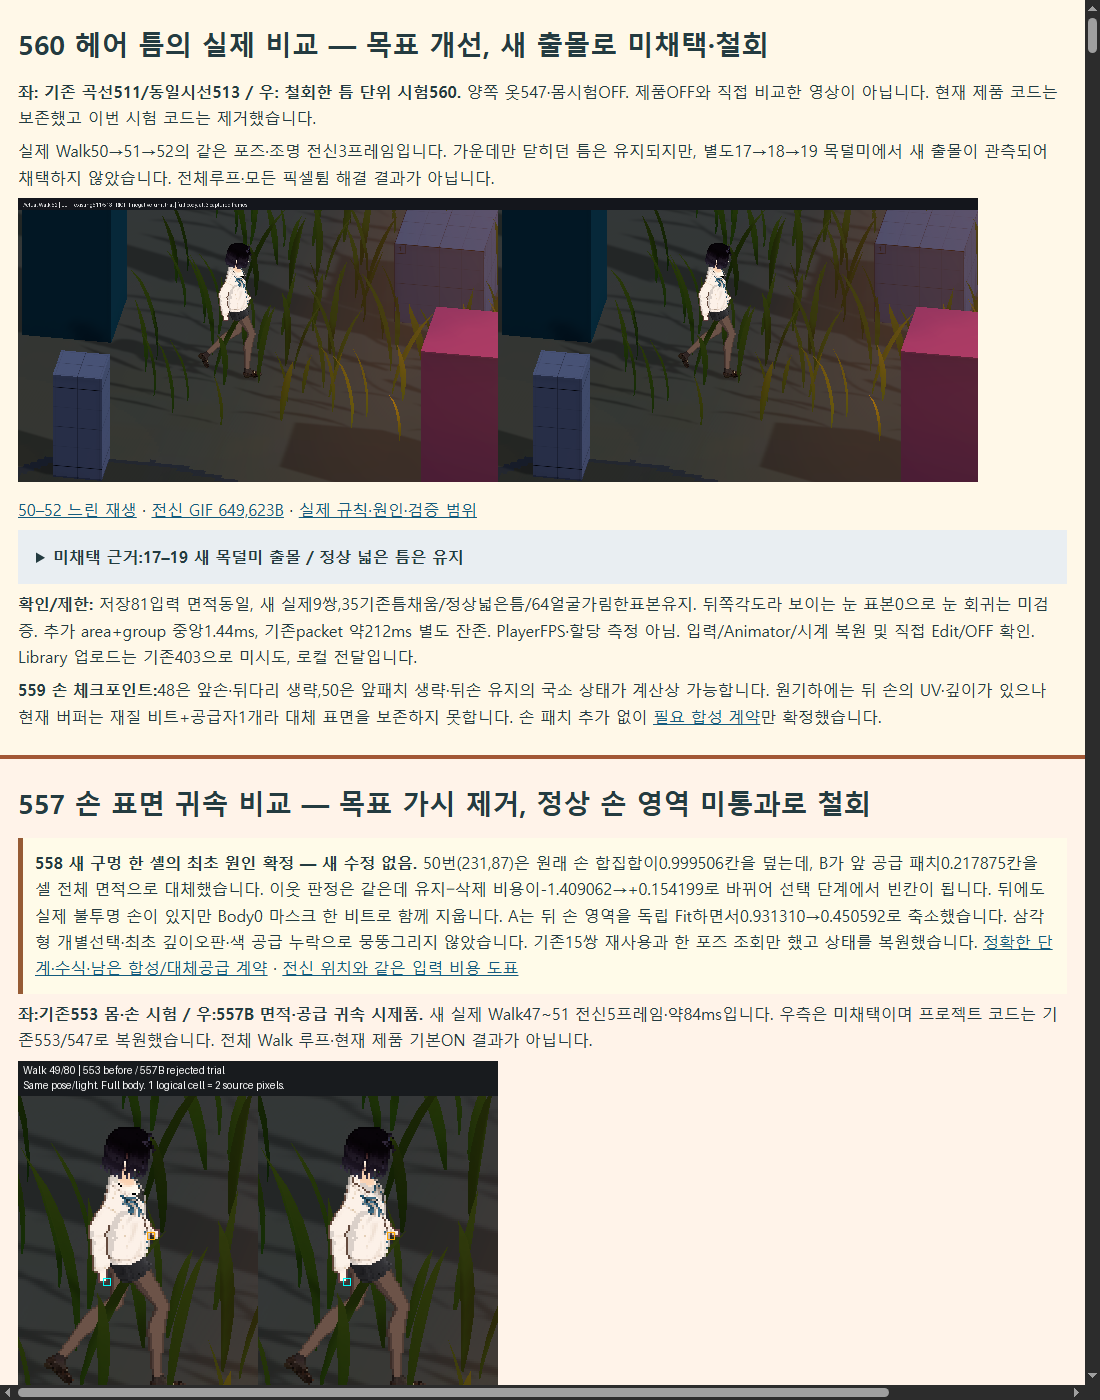 560 헤어 틈의 실제 비교 — 목표 개선, 새 출몰로 미채택·철회
좌: 기존 곡선511/동일시선513 / 우: 철회한 틈 단위 시험560. 양쪽 옷547·몸시험OFF. 제품OFF와 직접 비교한 영상이 아닙니다. 현재 제품 코드는
보존했고 이번 시험 코드는 제거했습니다.
실제 Walk50→51→52의 같은 포즈·조명 전신3프레임입니다. 가운데만 닫히던 틈은 유지되지만, 별도17→18→19 목덜미에서 새 출몰이 관측되어
채택하지 않았습니다. 전체루프·모든 픽셀튐 해결 결과가 아닙니다.
50–52 느린 재생 · 전신 GIF 649,623B · 실제 규칙·원인·검증 범위
▶ 미채택 근거:17–19 새 목덜미 출몰 / 정상 넓은 틈은 유지
확인/제한: 저장81입력 면적동일, 새 실제9쌍,35기존틈채움/정상넓은틈/64얼굴가림한표본유지. 뒤쪽각도라 보이는 눈 표본0으로 눈 회귀는 미검
증. 추가 area+group 중앙1.44ms, 기존packet 약212ms 별도 잔존. PlayerFPS·할당 측정 아님. 입력/Animator/시계 복원 및 직접 Edit/OFF 확인.
Library 업로드는 기존403으로 미시도, 로컬 전달입니다.
559 손 체크포인트:48은 앞손·뒤다리 생략,50은 앞패치 생략·뒤손 유지의 국소 상태가 계산상 가능합니다. 원기하에는 뒤 손의 UV·깊이가 있으나
현재 버퍼는 재질 비트+공급자1개라 대체 표면을 보존하지 못합니다. 손 패치 추가 없이 필요 합성 계약만 확정했습니다.
557 손 표면 귀속 비교 — 목표 가시 제거, 정상 손 영역 미통과로 철회
558 새 구멍 한 셀의 최초 원인 확정 — 새 수정 없음. 50번(231,87)은 원래 손 합집합이0.999506칸을 덮는데, B가 앞 공급 패치0.217875칸을
셀 전체 면적으로 대체했습니다. 이웃 판정은 같은데 유지−삭제 비용이-1.409062→+0.154199로 바뀌어 선택 단계에서 빈칸이 됩니다. 뒤에도
실제 불투명 손이 있지만 Body0 마스크 한 비트로 함께 지웁니다. A는 뒤 손 영역을 독립 Fit하면서0.931310→0.450592로 축소했습니다. 삼각
형 개별선택·최초 깊이오판·색 공급 누락으로 뭉뚱그리지 않았습니다. 기존15쌍 재사용과 한 포즈 조회만 했고 상태를 복원했습니다. 정확한 단
계·수식·남은 합성/대체공급 계약 · 전신 위치와 같은 입력 비용 도표
좌:기존553 몸·손 시험 / 우:557B 면적·공급 귀속 시제품. 새 실제 Walk47~51 전신5프레임·약84ms입니다. 우측은 미채택이며 프로젝트 코드는 기
존553/547로 복원했습니다. 전체 Walk 루프·현재 제품 기본ON 결과가 아닙니다.
Walk 49/80 | 553 before / 557B rejected trial
Same pose/light. Full body. 1 logical cell = 2 source pixels.